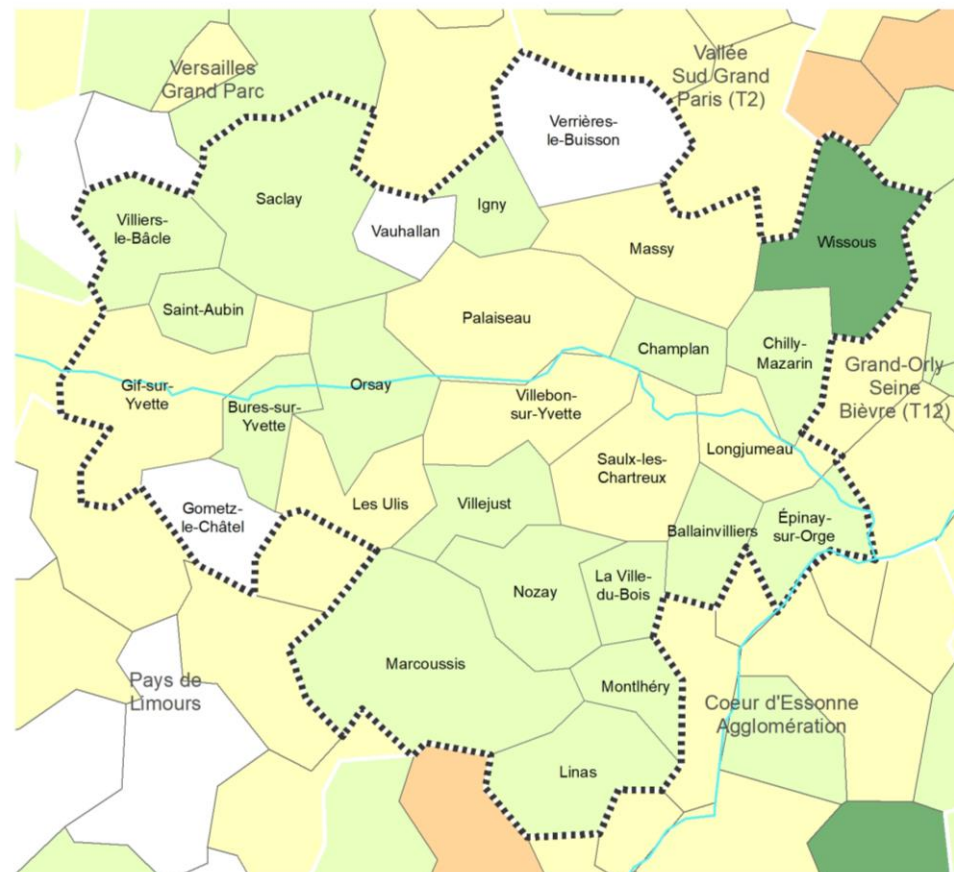 Versailles
Grand Parc
Vallée
Sud Grand
Paris (T2)
Verrières-
le-Buisson
Saclay
Igny
Villiers-
le-Bâcle
Vauhallan
Massy
Wissous
Saint-Aubin
Palaiseau
Champlan
Chilly-
Mazarin
Grand-Orly
Seine
Bièvre (T12)
Gif-sur-
Yvette
Bures-sur-
Yvette
Orsay
Villebon-
sur-Yvette
Longjumeau
Saulx-les-
Chartreux
Gometz-
le-Châtel
Les Ulis
Villejust
Ballainvilliers
Épinay-
sur-Orge
Nozay
La Ville-
du-Bois
Marcoussis
Montlhéry
Pays de
Limours
Coeur d'Essonne
Agglomération
Linas